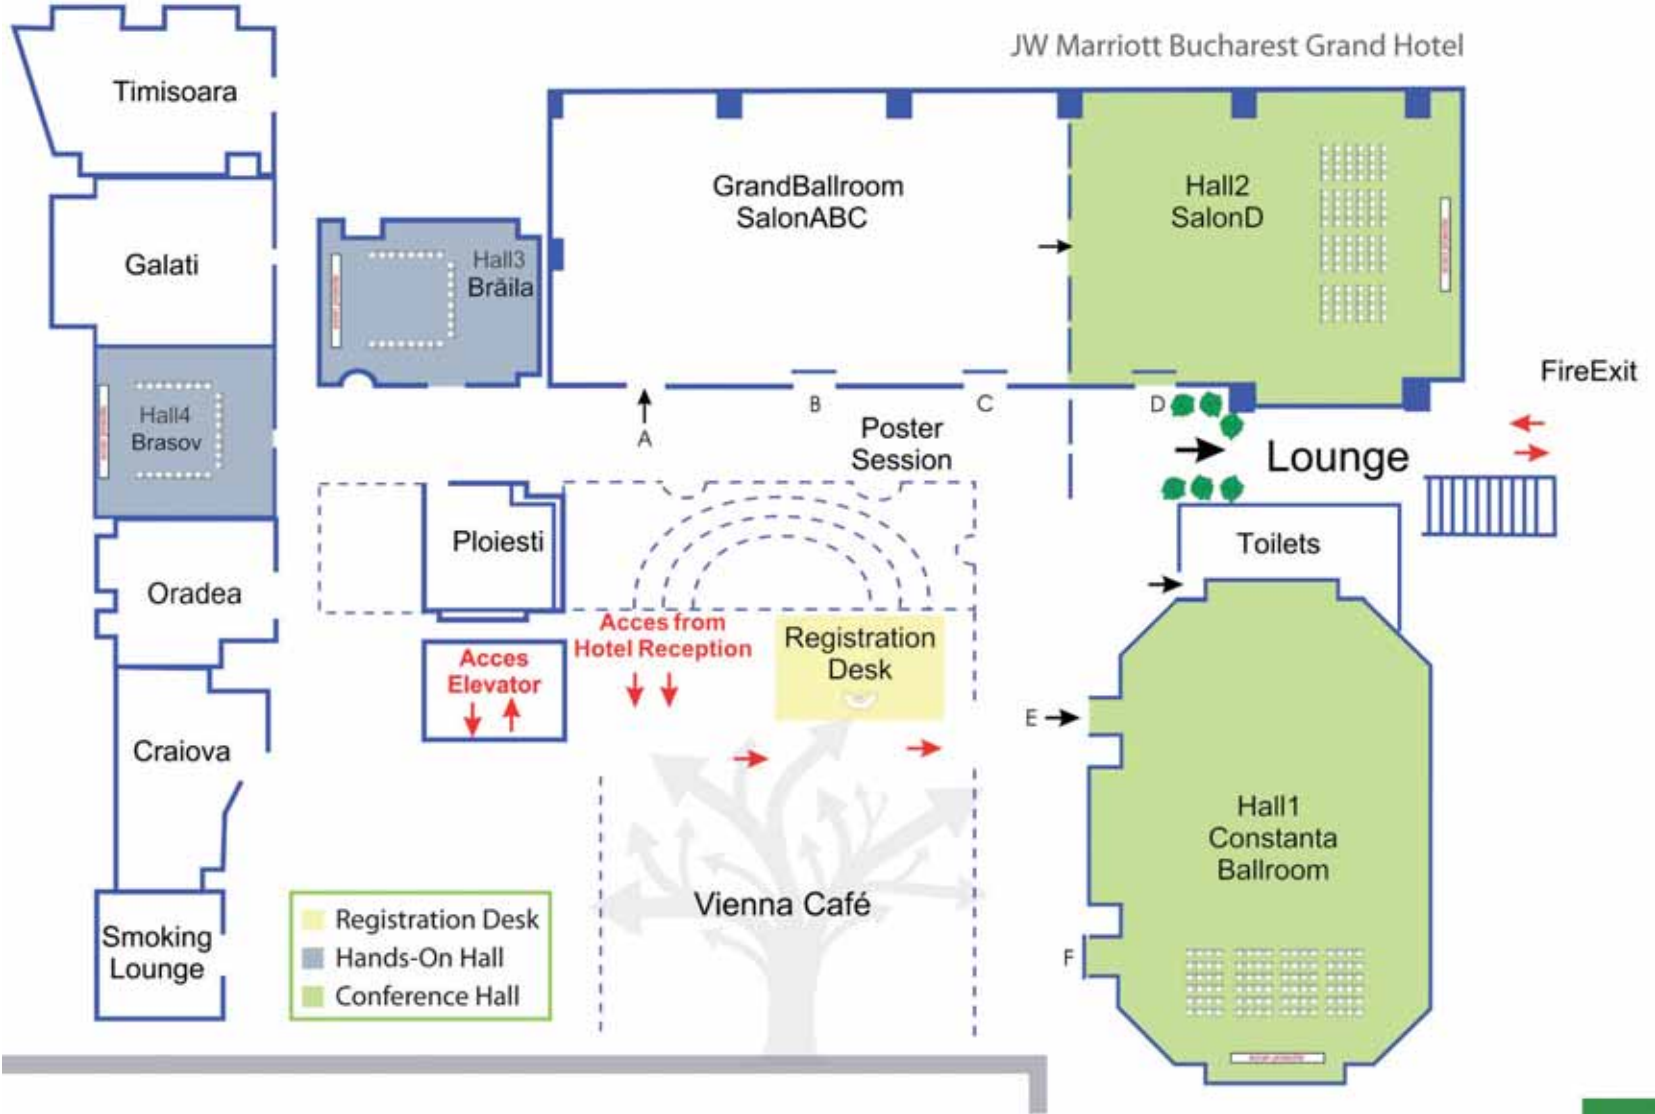 JW Marriott Bucharest Grand Hotel
Timisoara
GrandBallroom
SalonABC
Hall2
SalonD
Galati
Hall3
Brăila
FireExit
Hall4
Brasov
A
B
C
D
Poster
Session
Lounge
Ploiesti
Toilets
Oradea
Acces from
Hotel Reception
Registration
Desk
Acces
Elevator
E
Craiova
Hall1
Constanta
Ballroom
Vienna Café
Registration Desk
Hands-On Hall
Conference Hall
Smoking
Lounge
F